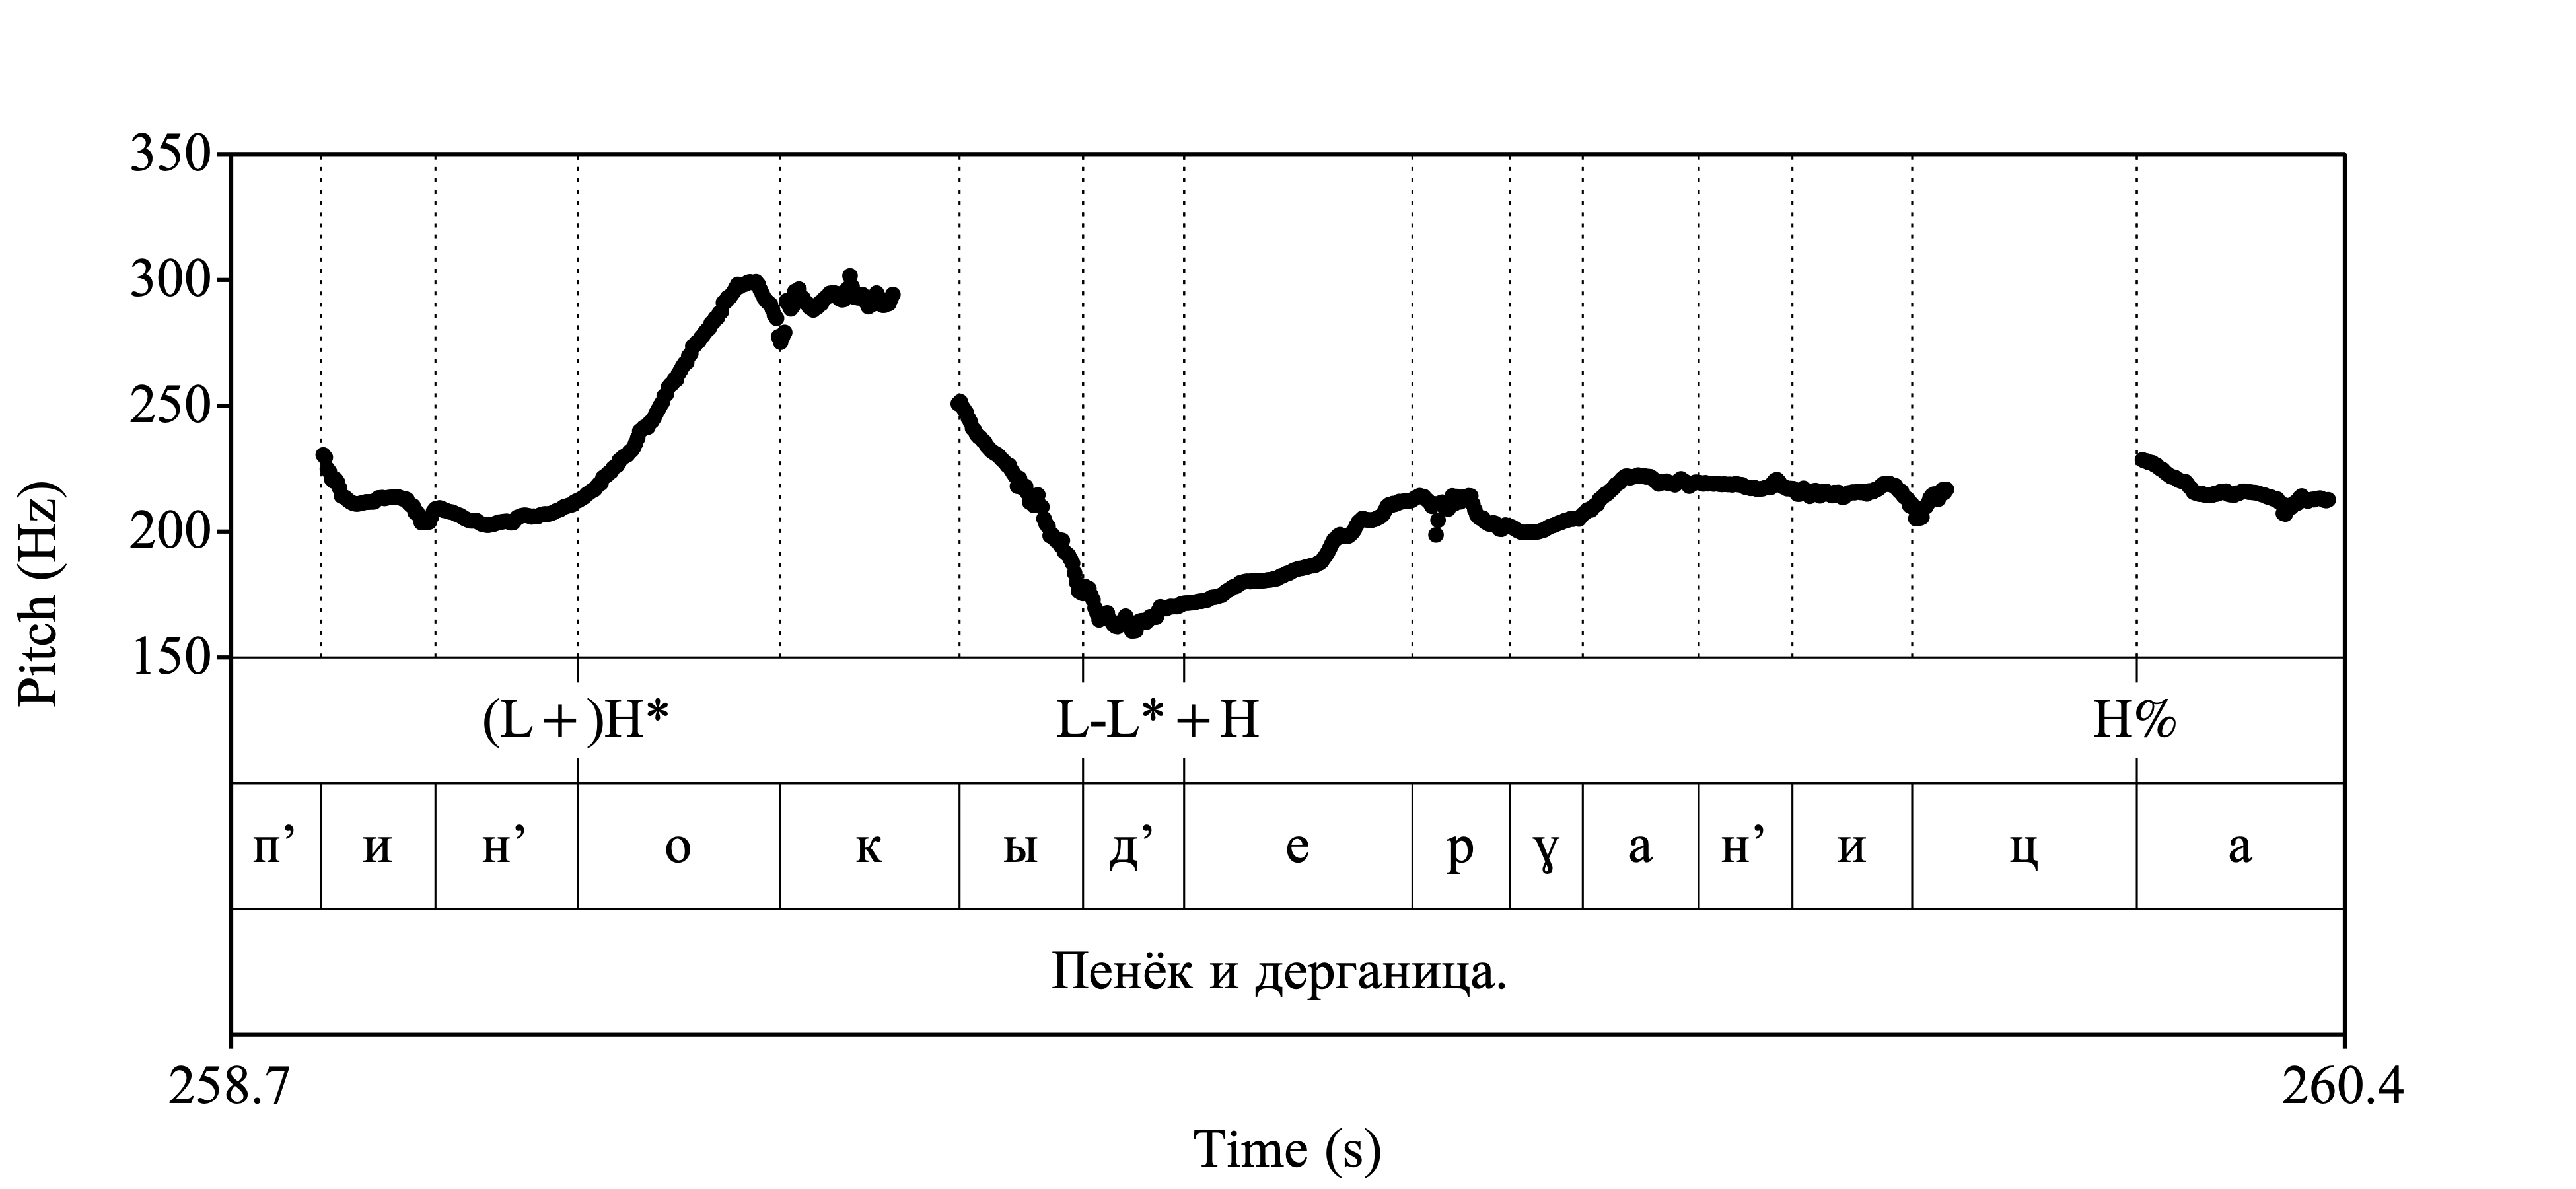 350
300
250
200
150
Pitch (Hz)
(L+)H* L-L*+H H%
п’ и н’ о к ы д’ е р ɣ а н’ и ц а
Пенёк и дерганица.
258.7 260.4
Time (s)